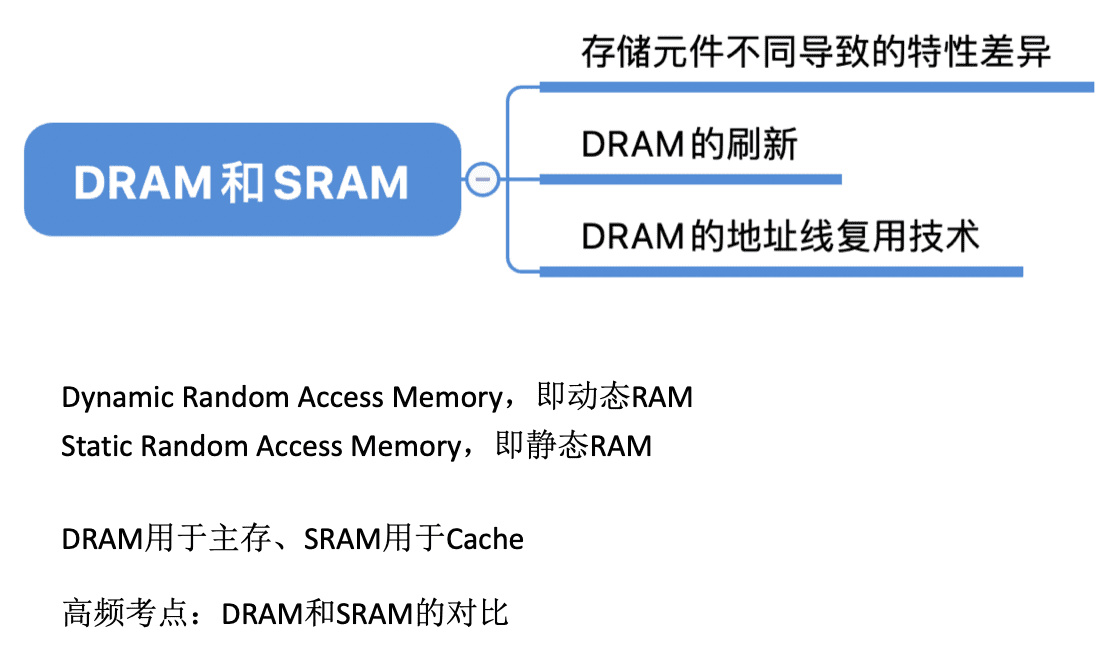 存储元件不同导致的特性差异
DRAM和SRAM
DRAM的刷新
DRAM的地址线复用技术
Dynamic Random Access Memory，即动态RAM
Static Random Access Memory，即静态RAM
DRAM用于主存、SRAM用于Cache
高频考点：DRAM和SRAM的对比